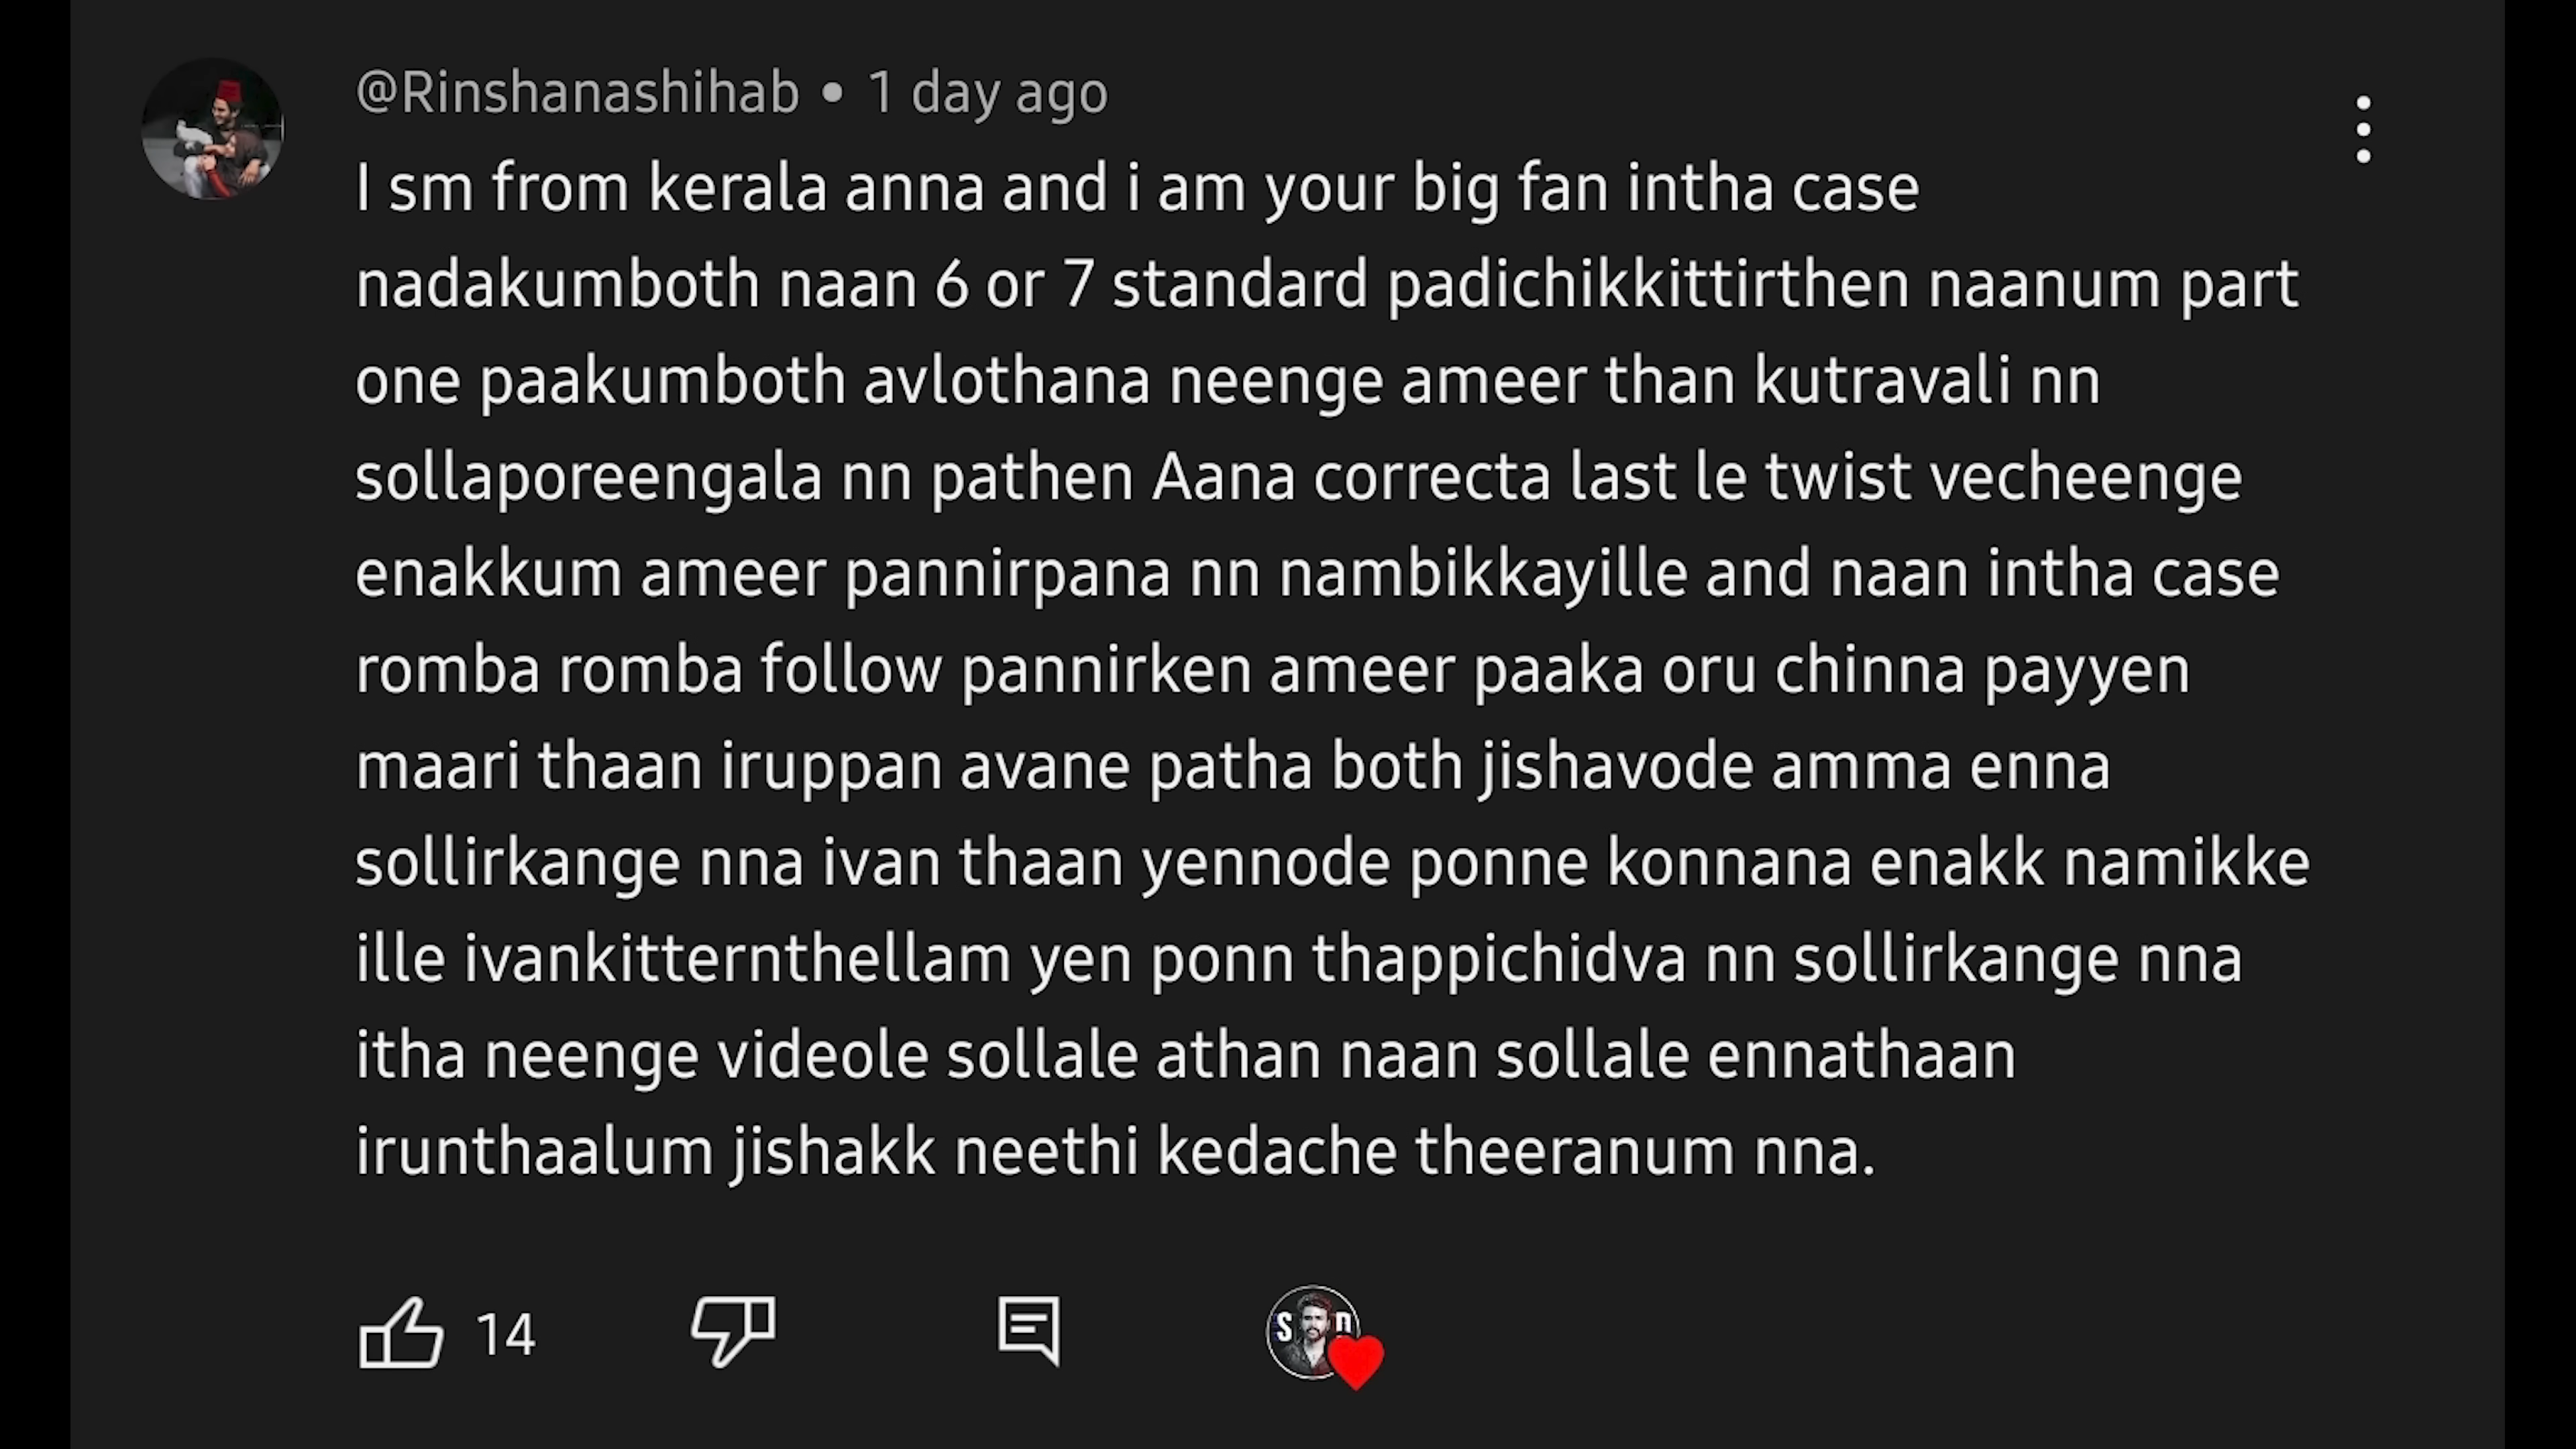 @Rinshanashihab • 1 day ago
I sm from kerala anna and i am your big fan intha case
nadakumboth naan 6 or 7 standard padichikkittirthen naanum part
one paakumboth avlothana neenge ameer than kutravali nn
sollaporeengala nn pathen Aana correcta last le twist vecheenge
enakkum ameer pannirpana nn nambikkayille and naan intha case
romba romba follow pannirken ameer paaka oru chinna payyen
maari thaan iruppan avane patha both jishavode amma enna
sollirkange nna ivan thaan yennode ponne konnana enakk namikke
ille ivankitternthellam yen ponn thappichidva nn sollirkange nna
itha neenge videole sollale athan naan sollale ennathaan
irunthaalum jishakk neethi kedache theeranum nna.
14
S D